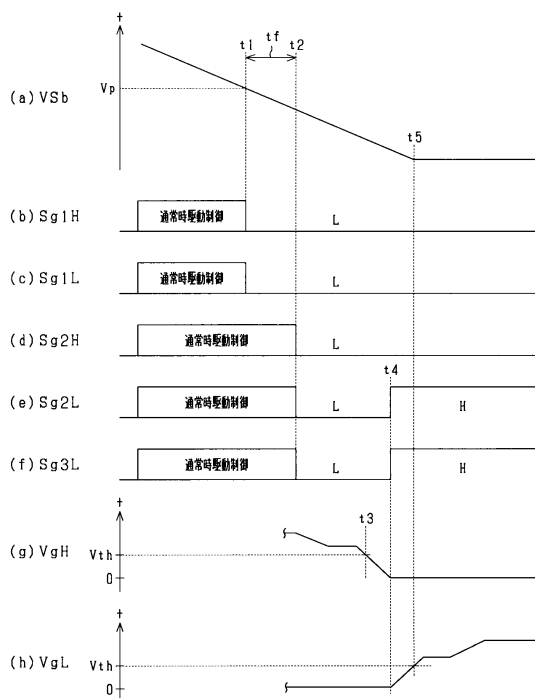 t1
tf
t2
(a) VSb
Vp
t5
(b) Sg1H
通常時駆動制御
L
(c) Sg1L
通常時駆動制御
L
(d) Sg2H
通常時駆動制御
L
t4
(e) Sg2L
通常時駆動制御
L
H
(f) Sg3L
通常時駆動制御
L
H
+
t3
(g) VgH
Vth
0
+
(h) VgL
Vth
0